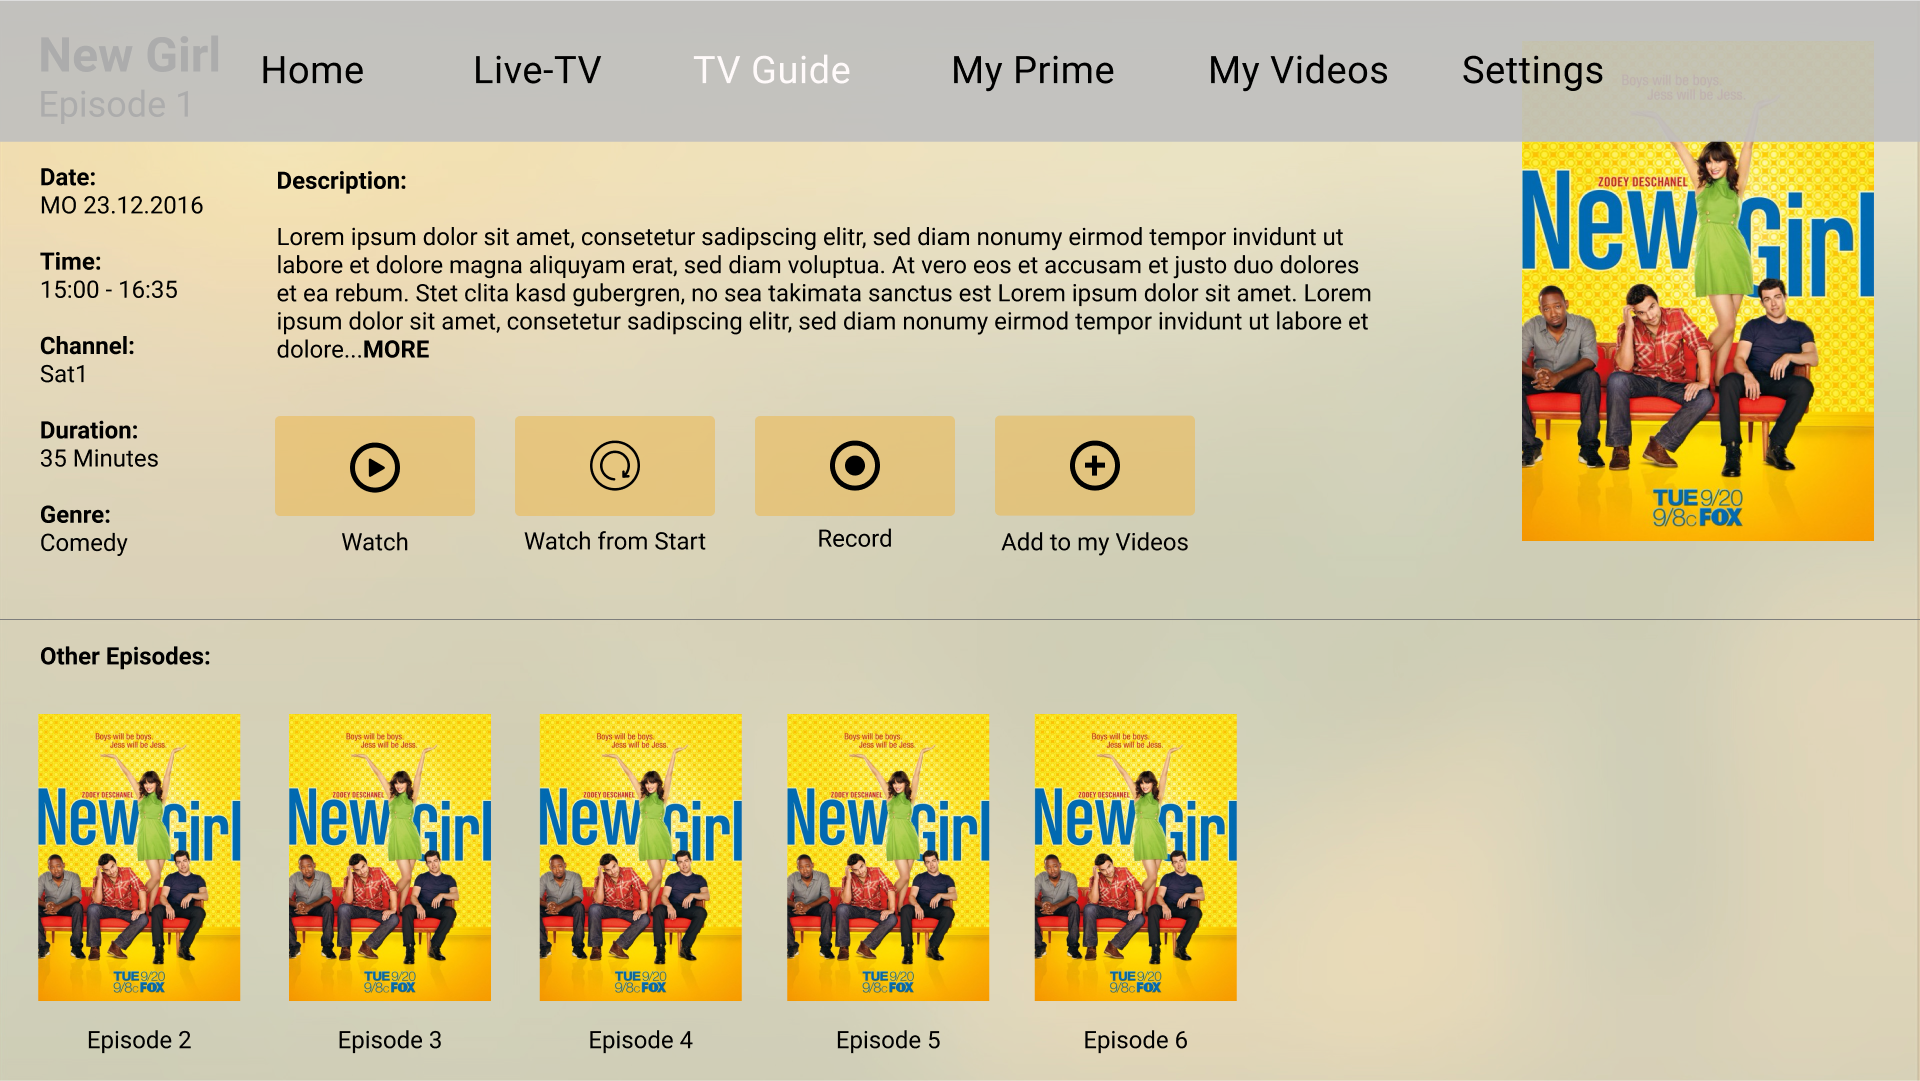 New Girl
Episode 1
Home Live-TV TV Guide My Prime My Videos Settings
Boys will be boys.
Jess will be Jess.
Date:
MO 23.12.2016
Time:
15:00 - 16:35
Channel:
Sat1
Duration:
35 Minutes
Genre:
Comedy
Description:
Lorem ipsum dolor sit amet, consetetur sadipscing elitr, sed diam nonumy eirmod tempor invidunt ut
labore et dolore magna aliquyam erat, sed diam voluptua. At vero eos et accusam et justo duo dolores
et ea rebum. Stet clita kasd gubergren, no sea takimata sanctus est Lorem ipsum dolor sit amet. Lorem
ipsum dolor sit amet, consetetur sadipscing elitr, sed diam nonumy eirmod tempor invidunt ut labore et
dolore...MORE
Watch
Watch from Start
Record
Add to my Videos
ZOOEY DESCHANEL
New Girl
TUE 9/20
9/8c FOX
Other Episodes:
Boys will be boys.
Jess will be Jess.
ZOOEY DESCHANEL
New Girl
TUE 9/20
9/8c FOX
Episode 2
Boys will be boys.
Jess will be Jess.
ZOOEY DESCHANEL
New Girl
TUE 9/20
9/8c FOX
Episode 3
Boys will be boys.
Jess will be Jess.
ZOOEY DESCHANEL
New Girl
TUE 9/20
9/8c FOX
Episode 4
Boys will be boys.
Jess will be Jess.
ZOOEY DESCHANEL
New Girl
TUE 9/20
9/8c FOX
Episode 5
Boys will be boys.
Jess will be Jess.
ZOOEY DESCHANEL
New Girl
TUE 9/20
9/8c FOX
Episode 6